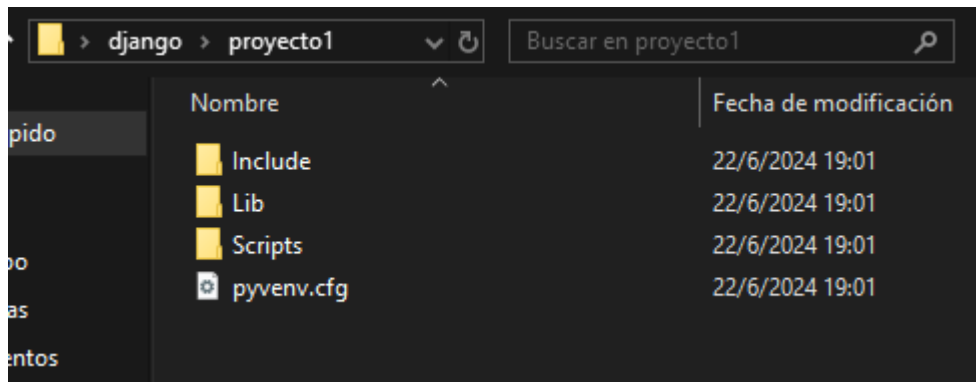 django > proyecto1
Buscar en proyecto1
Nombre
Fecha de modificación
pido
Include
22/6/2024 19:01
Lib
22/6/2024 19:01
Scripts
22/6/2024 19:01
po
pyvenv.cfg
22/6/2024 19:01
as
entos